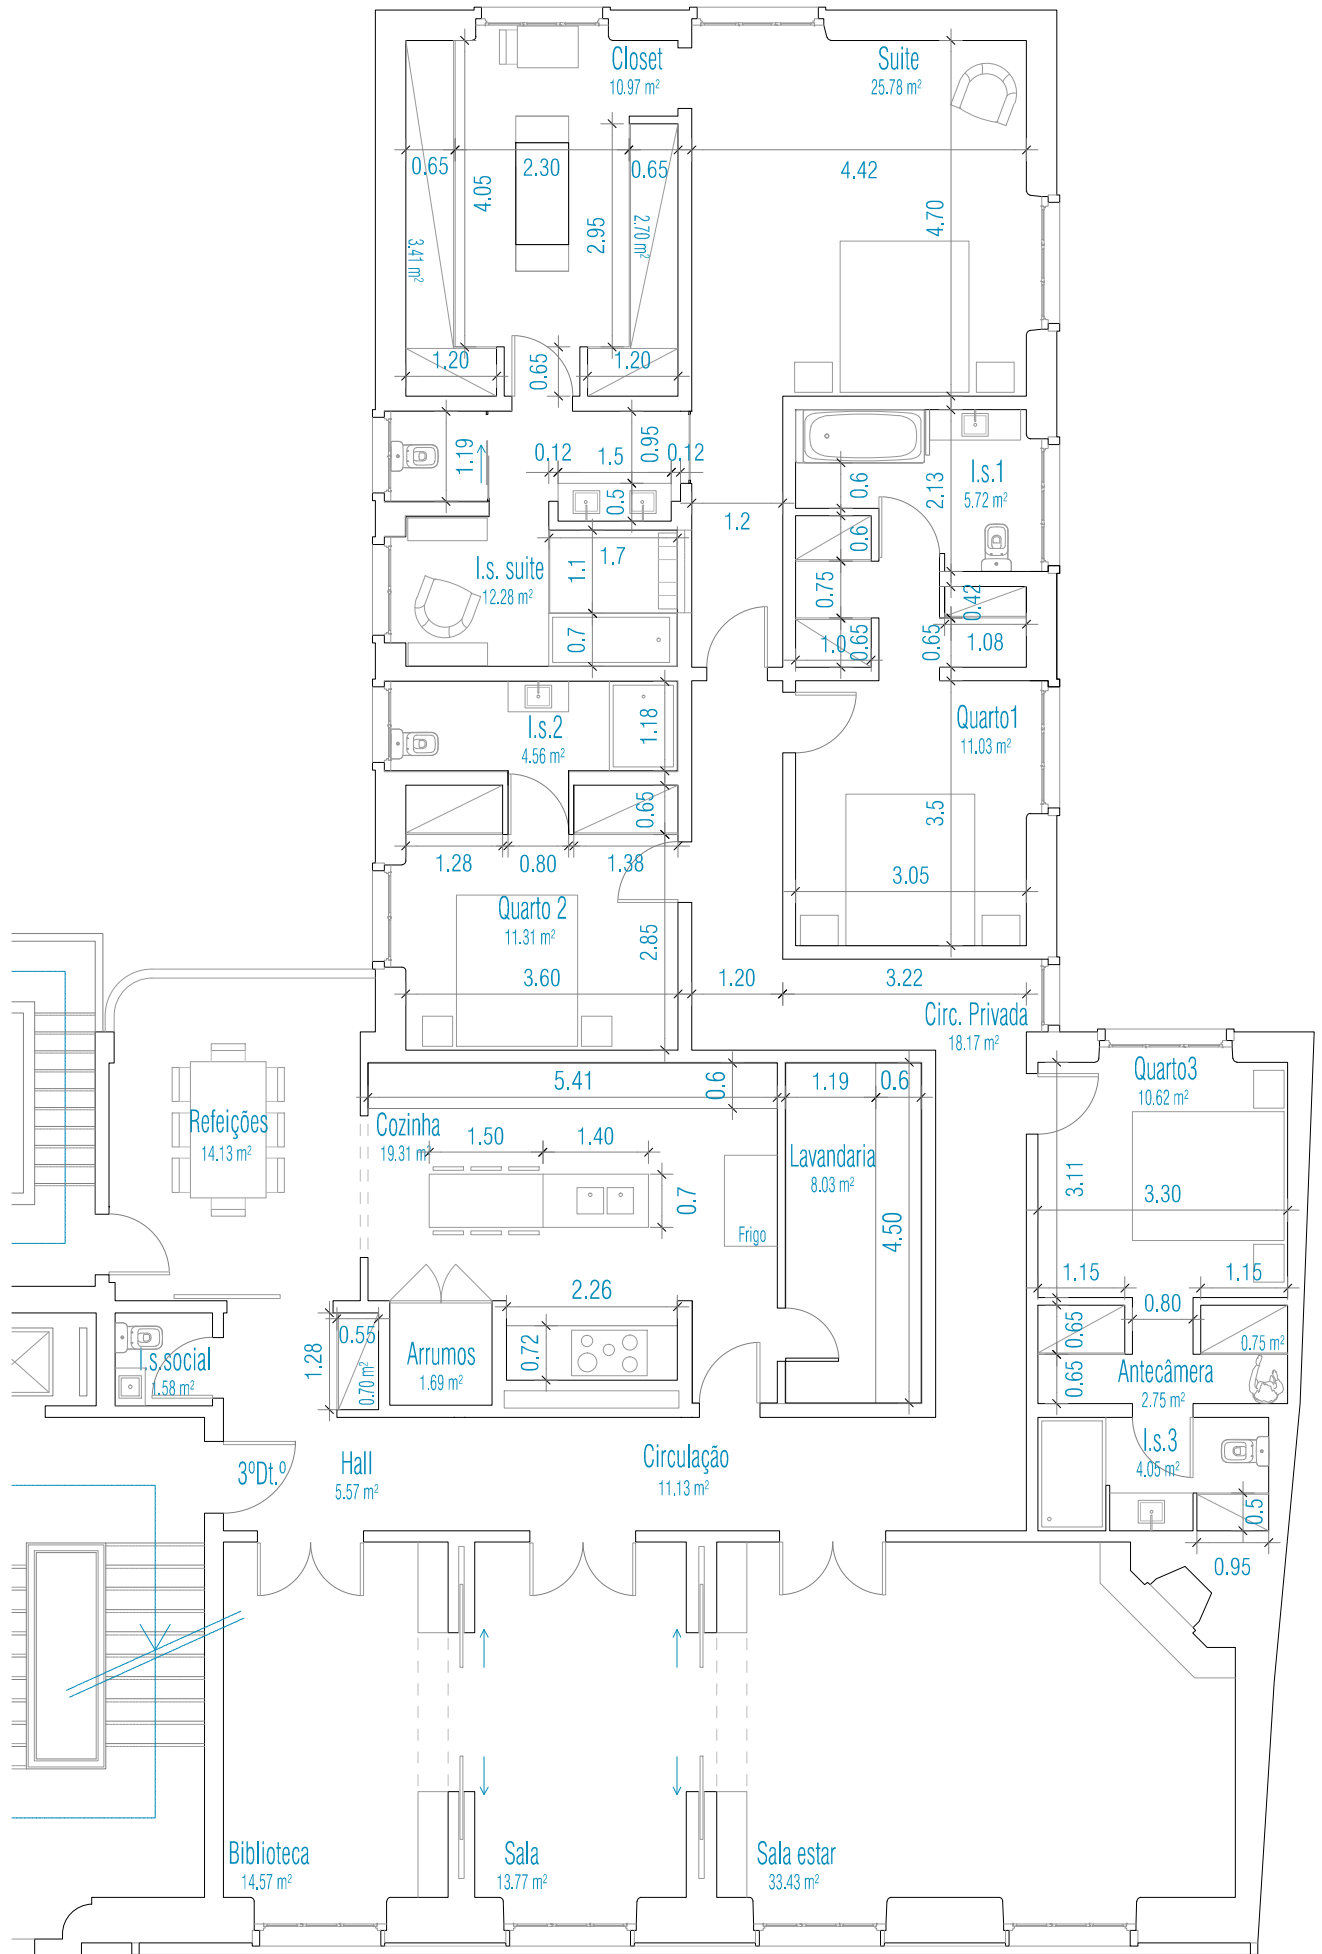 Closet
10.97 m²
Suite
25.78 m²
0.65
2.30
0.65
4.42
4.05
2.95
2.70 m²
4.70
3.41 m²
1.20
0.65
1.20
1.19
0.12
1.5
0.95
0.12
0.5
0.6
2.13
I.s.1
5.72 m²
1.2
0.6
I.s. suite
12.28 m²
1.1
1.7
0.75
0.42
0.7
1.0
0.65
0.65
1.08
I.s.2
4.56 m²
1.18
Quarto1
11.03 m²
0.65
3.5
1.28
0.80
1.38
3.05
Quarto 2
11.31 m²
2.85
3.60
1.20
3.22
Circ. Privada
18.17 m²
5.41
0.6
1.19
0.6
Quarto3
10.62 m²
Refeições
14.13 m²
Cozinha
19.31 m²
1.50
1.40
Lavandaria
8.03 m²
3.11
3.30
0.7
4.50
Frigo
1.15
1.15
2.26
0.80
0.55
1.28
0.70 m²
0.72
0.65
0.75 m²
I.s.social
1.58 m²
Arrumos
1.69 m²
0.65
Antecâmera
2.75 m²
3ºDt.º
Hall
5.57 m²
Circulação
11.13 m²
I.s.3
4.05 m²
0.5
0.95
Biblioteca
14.57 m²
Sala
13.77 m²
Sala estar
33.43 m²